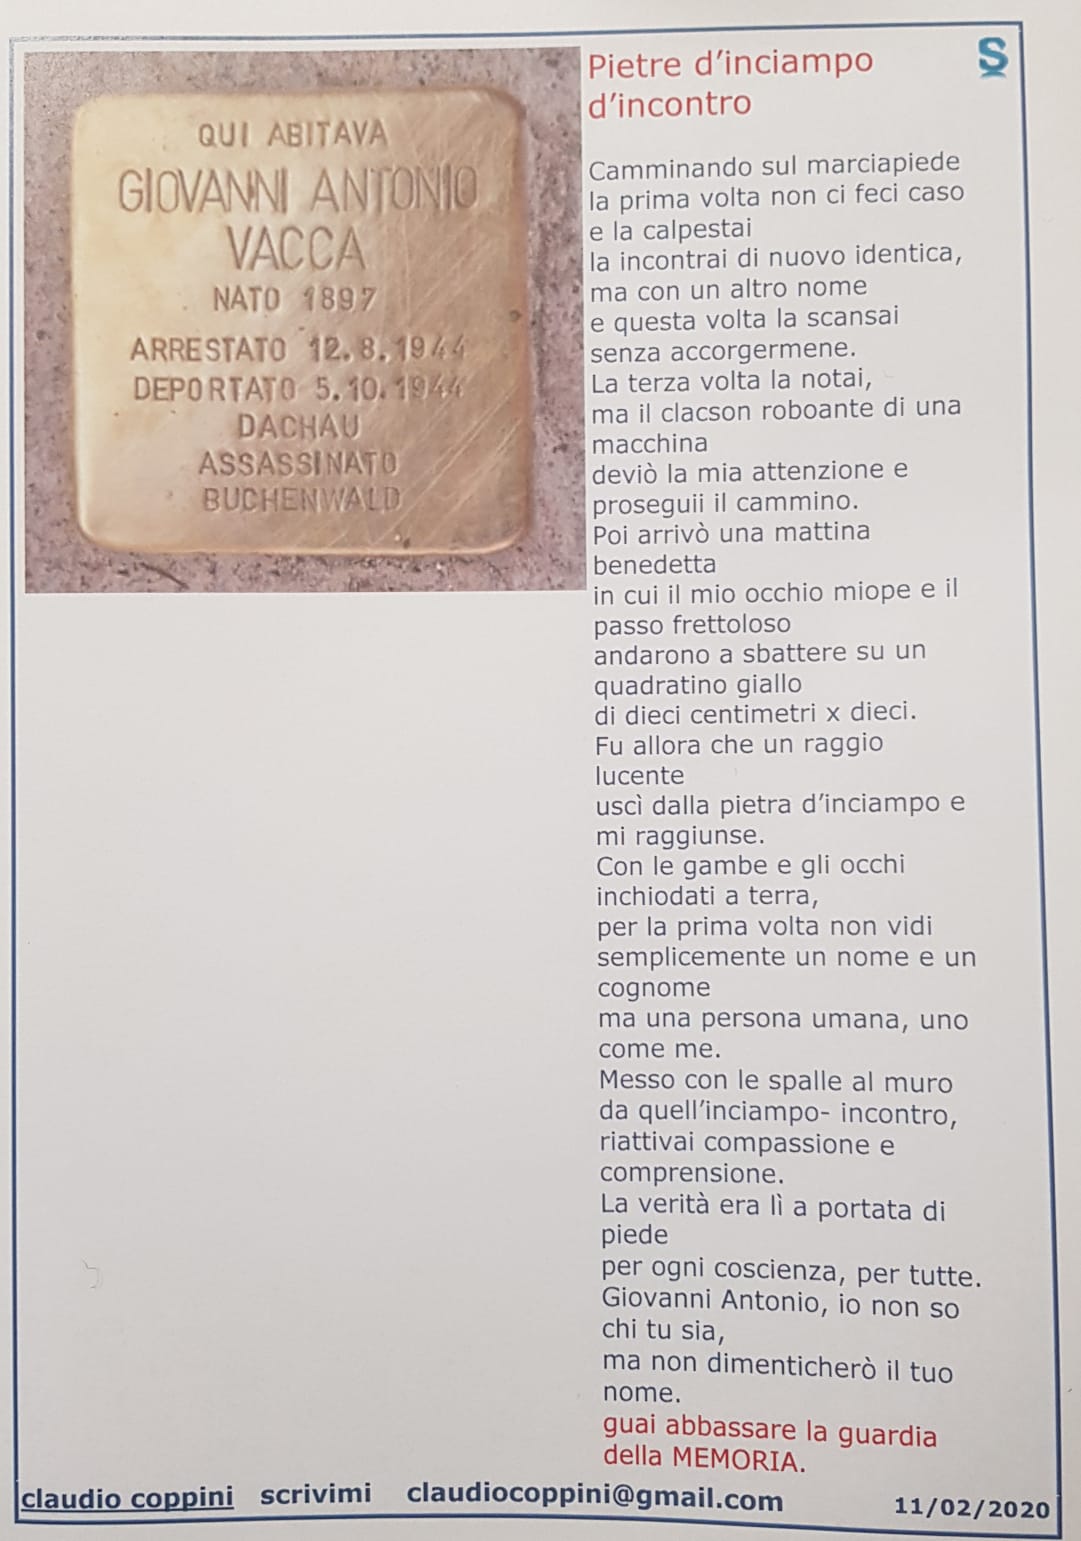 QUI ABITAVA
GIOVANNI ANTONIO
VACCA
NATO 1897
ARRESTATO 12.8.1944
DEPORTATO 5.10.1944
DACHAU
ASSASSINATO
BUCHENWALD
Pietre d'inciampo
d'incontro
S
Camminando sul marciapiede
la prima volta non ci feci caso
e la calpestai
la incontrai di nuovo identica,
ma con un altro nome
e questa volta la scansai
senza accorgermene.
La terza volta la notai,
ma il clacson roboante di una
macchina
deviò la mia attenzione e
proseguii il cammino.
Poi arrivò una mattina
benedetta
in cui il mio occhio miope e il
passo frettoloso
andarono a sbattere su un
quadratino giallo
di dieci centimetri x dieci.
Fu allora che un raggio
lucente
uscì dalla pietra d'inciampo e
mi raggiunse.
Con le gambe e gli occhi
inchiodati a terra,
per la prima volta non vidi
semplicemente un nome e un
cognome
ma una persona umana, uno
come me.
Messo con le spalle al muro
da quell'inciampo- incontro,
riattivai compassione e
comprensione.
La verità era lì a portata di
piede
per ogni coscienza, per tutte.
Giovanni Antonio, io non so
chi tu sia,
ma non dimenticherò il tuo
nome.
guai abbassare la guardia
della MEMORIA.
claudio coppini scrivimi claudiocoppini@gmail.com 11/02/2020